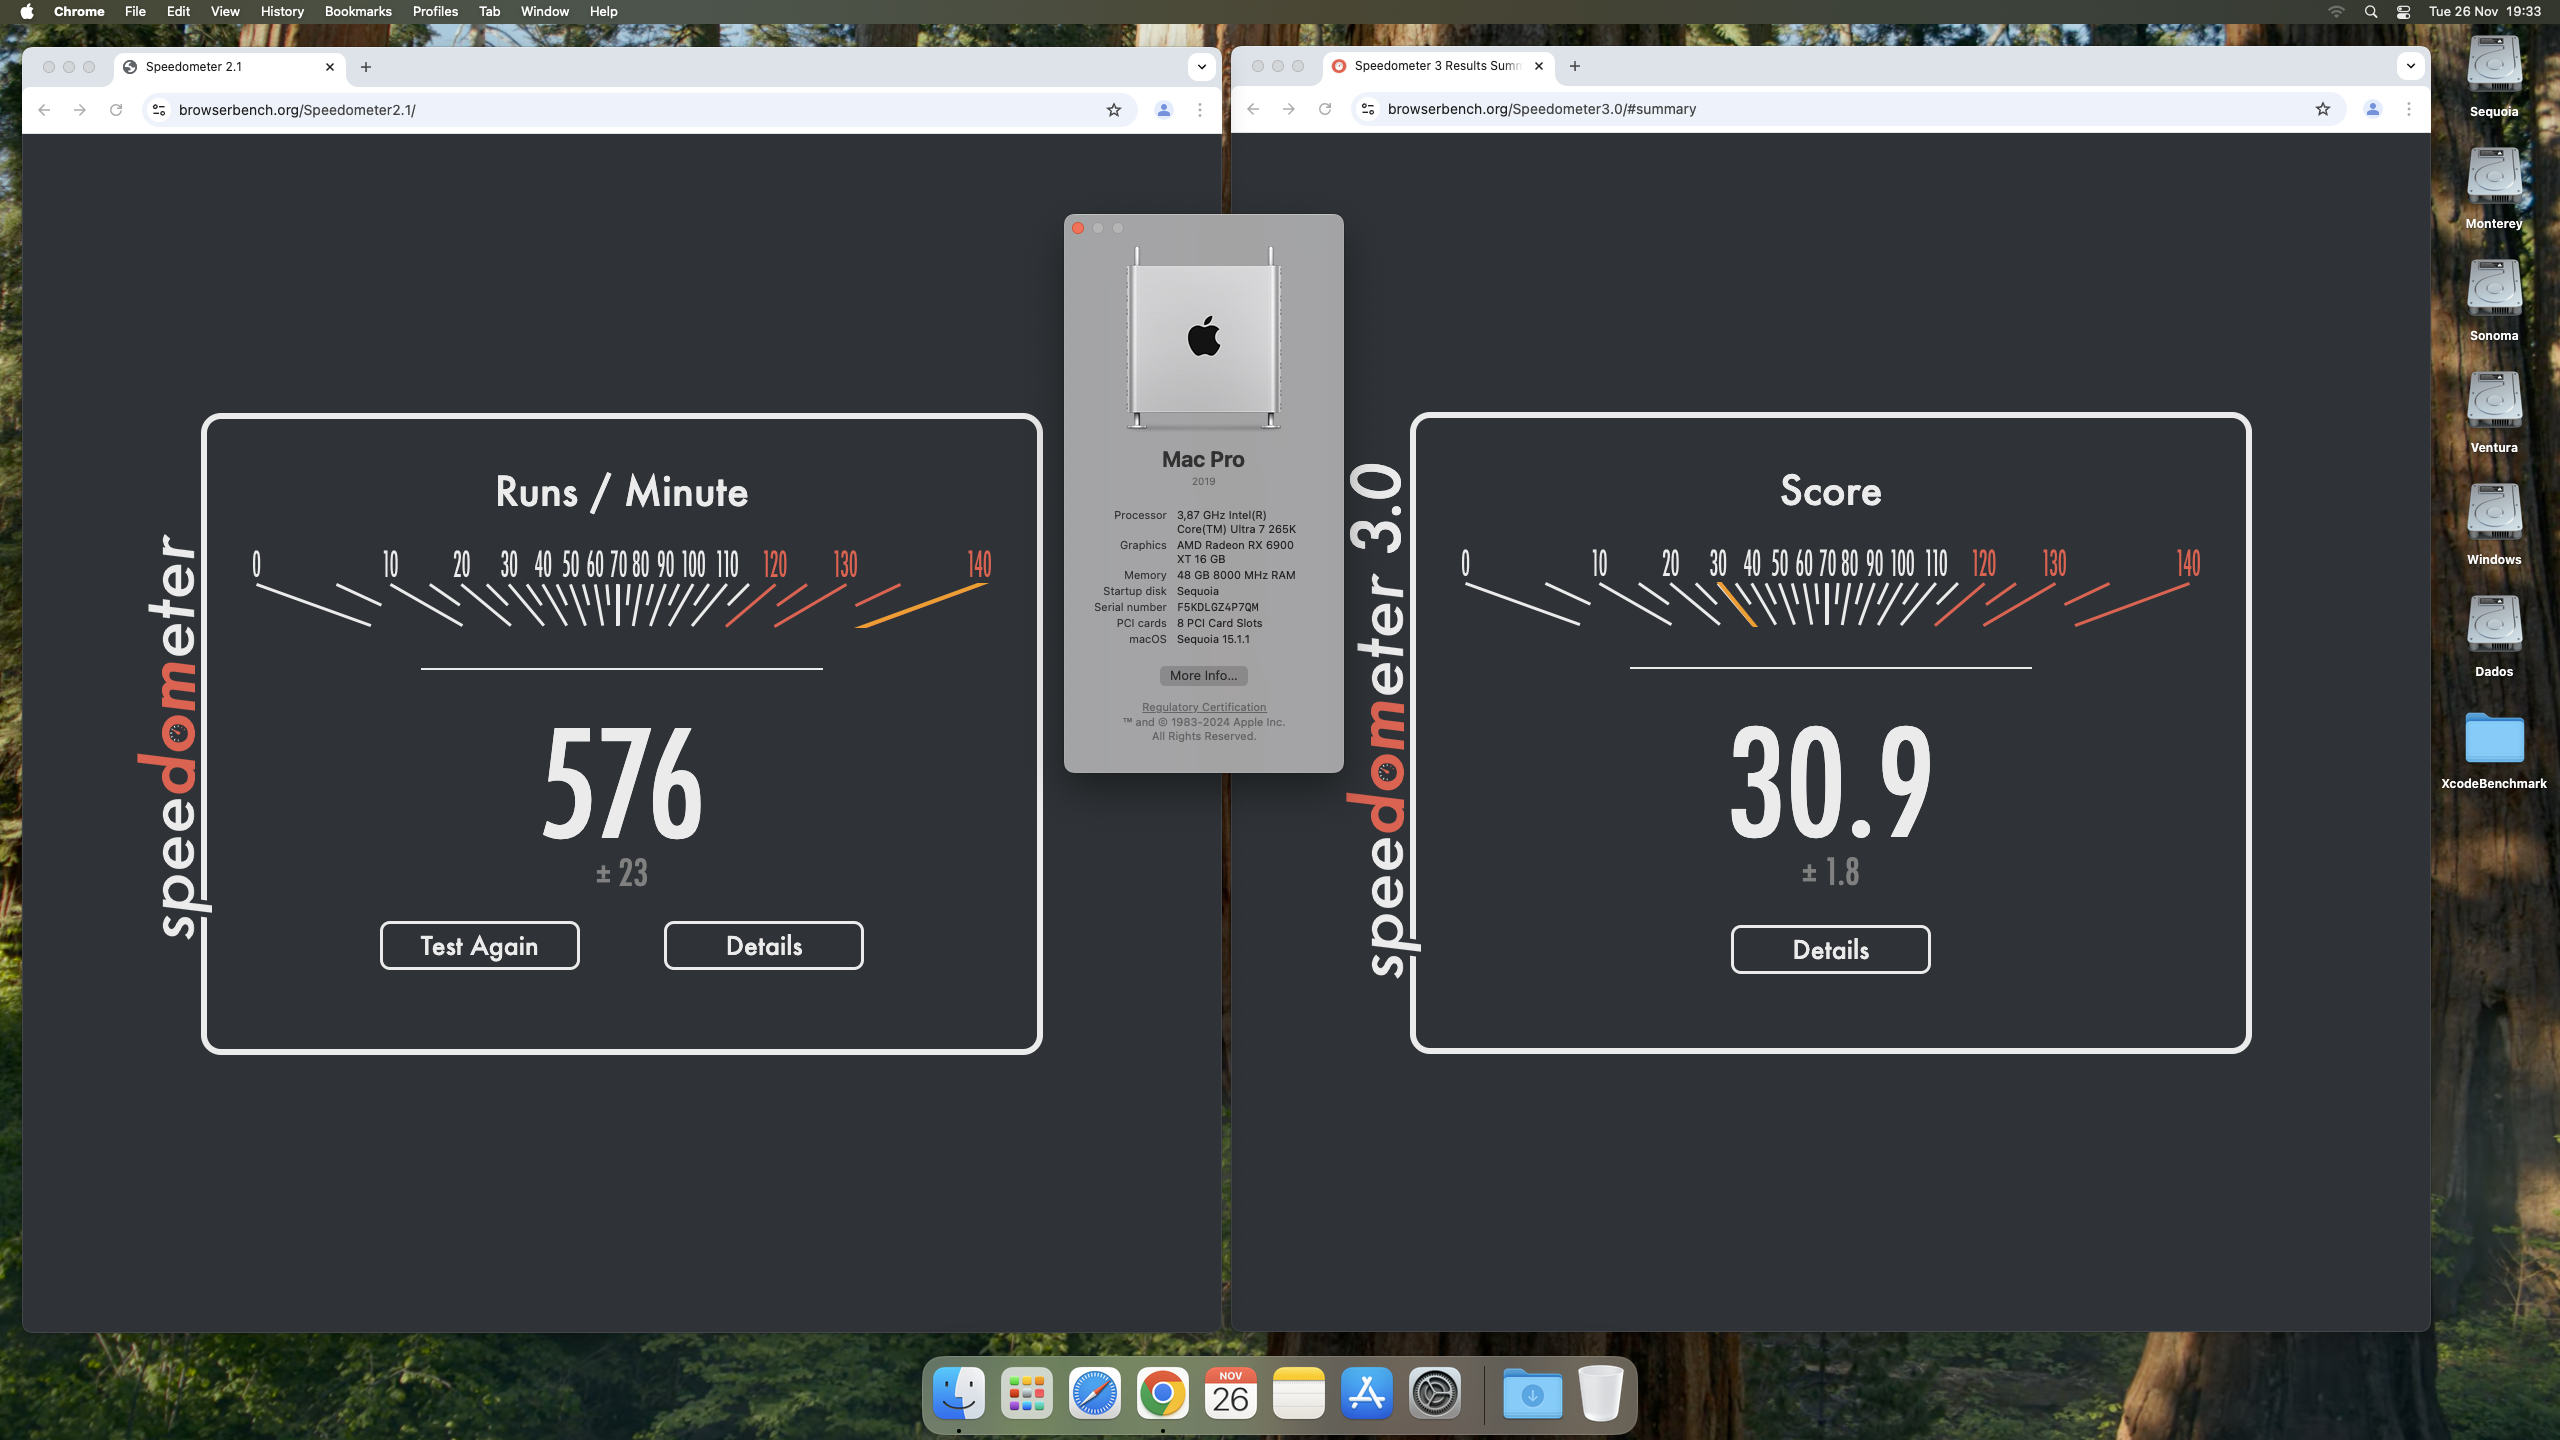 Chrome File Edit View History Bookmarks Profiles Tab Window Help
Tue 26 Nov 19:33
Speedometer 2.1
browserbench.org/Speedometer2.1/
Runs / Minute
0 10 20 30 40 50 60 70 80 90 100 110 120 130 140
speedometer
576
± 23
Test Again
Details
Mac Pro
2019
Processor 3,87 GHz Intel(R)
Core(TM) Ultra 7 265K
Graphics AMD Radeon RX 6900
XT 16 GB
Memory 48 GB 8000 MHz RAM
Startup disk Sequoia
Serial number F5KDLGZ4P7QM
PCI cards 8 PCI Card Slots
macOS Sequoia 15.1.1
More Info...
Regulatory Certification
™ and © 1983-2024 Apple Inc.
All Rights Reserved.
Speedometer 3 Results Sum
browserbench.org/Speedometer3.0/#summary
Score
0 10 20 30 40 50 60 70 80 90 100 110 120 130 140
speedometer 3.0
30.9
± 1.8
Details
Sequoia
Monterey
Sonoma
Ventura
Windows
Dados
XcodeBenchmark
NOV
26